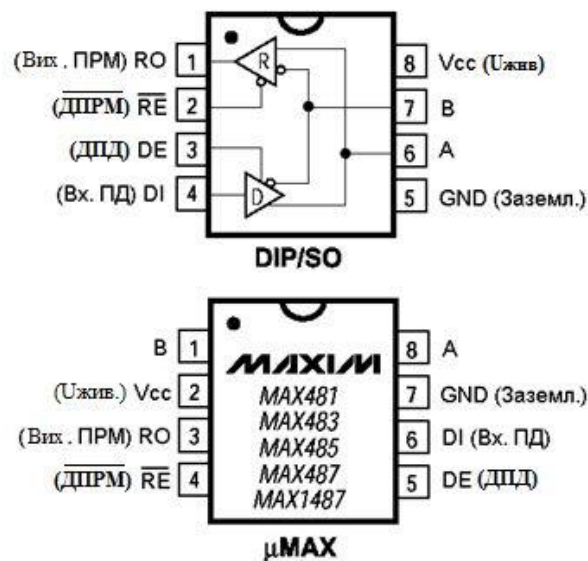 (Вих . ПРМ) RO 1 R 8 Vcc (Uжив)
(ДПРМ) RE 2 7 B
(ДПД) DE 3 6 A
(Вх. ПД) DI 4 D 5 GND (Заземл.)
DIP/SO
B 1 MAXIM 8 A
(Uжив.) Vcc 2 MAX481 7 GND (Заземл.)
MAX483
(Вих . ПРМ) RO 3 MAX485 6 DI (Вх. ПД)
MAX487
(ДПРМ) RE 4 MAX1487 5 DE (ДПД)
μMAX